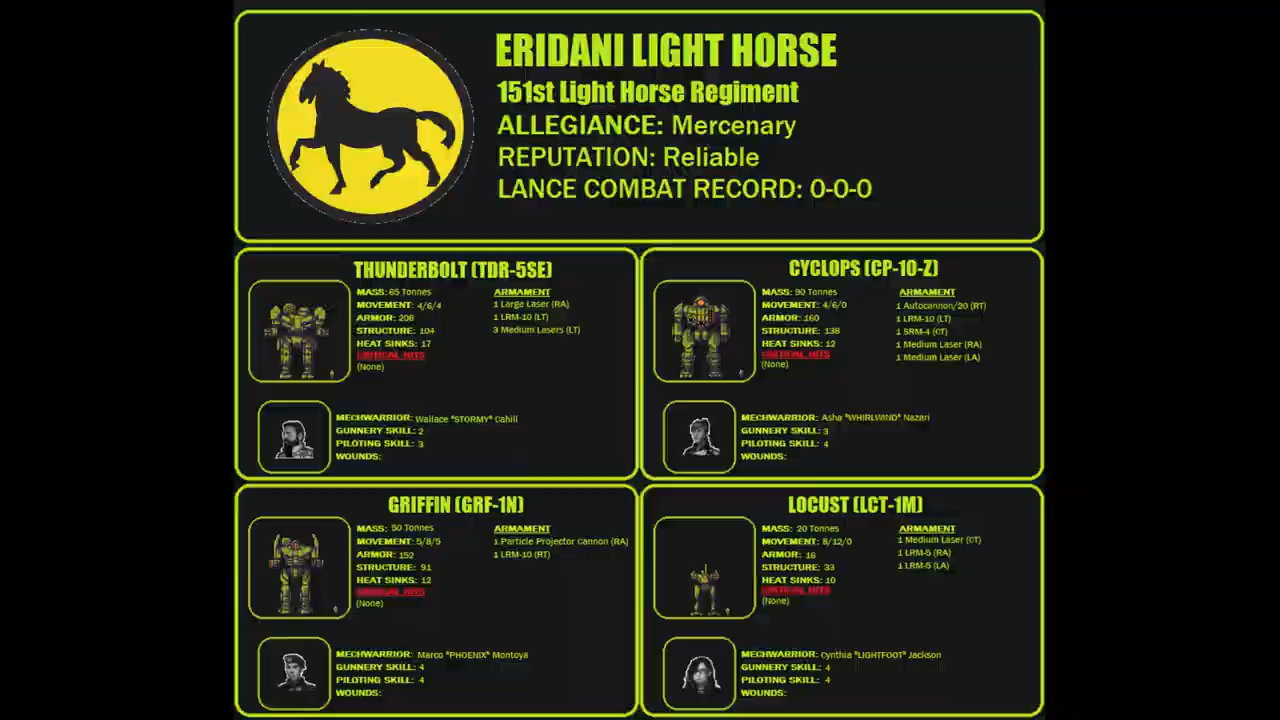 ERIDANI LIGHT HORSE
151st Light Horse Regiment
ALLEGIANCE: Mercenary
REPUTATION: Reliable
LANCE COMBAT RECORD: 0-0-0
THUNDERBOLT (TDR-5SE)
MASS: 65 Tonnes
MOVEMENT: 4/6/4
ARMOR: 208
STRUCTURE: 104
HEAT SINKS: 17
CRITICAL HITS
(None)
ARMAMENT
1 Large Laser (RA)
1 LRM-10 (LT)
3 Medium Lasers (LT)
MECHWARRIOR: Wallace "STORMY" Cahill
GUNNERY SKILL: 2
PILOTING SKILL: 3
WOUNDS:
CYCLOPS (CP-10-Z)
MASS: 90 Tonnes
MOVEMENT: 4/6/0
ARMOR: 160
STRUCTURE: 138
HEAT SINKS: 12
CRITICAL HITS
(None)
ARMAMENT
1 Autocannon/20 (RT)
1 LRM-10 (LT)
1 SRM-4 (CT)
1 Medium Laser (RA)
1 Medium Laser (LA)
MECHWARRIOR: Asha "WHIRLWIND" Nazari
GUNNERY SKILL: 3
PILOTING SKILL: 4
WOUNDS:
GRIFFIN (GRF-1N)
MASS: 50 Tonnes
MOVEMENT: 5/8/5
ARMOR: 152
STRUCTURE: 91
HEAT SINKS: 12
CRITICAL HITS
(None)
ARMAMENT
1 Particle Projector Cannon (RA)
1 LRM-10 (RT)
MECHWARRIOR: Marco "PHOENIX" Montoya
GUNNERY SKILL: 4
PILOTING SKILL: 4
WOUNDS:
LOCUST (LCT-1M)
MASS: 20 Tonnes
MOVEMENT: 8/12/0
ARMOR: 16
STRUCTURE: 33
HEAT SINKS: 10
CRITICAL HITS
(None)
ARMAMENT
1 Medium Laser (CT)
1 LRM-5 (RA)
1 LRM-5 (LA)
MECHWARRIOR: Cynthia "LIGHTFOOT" Jackson
GUNNERY SKILL: 4
PILOTING SKILL: 4
WOUNDS: